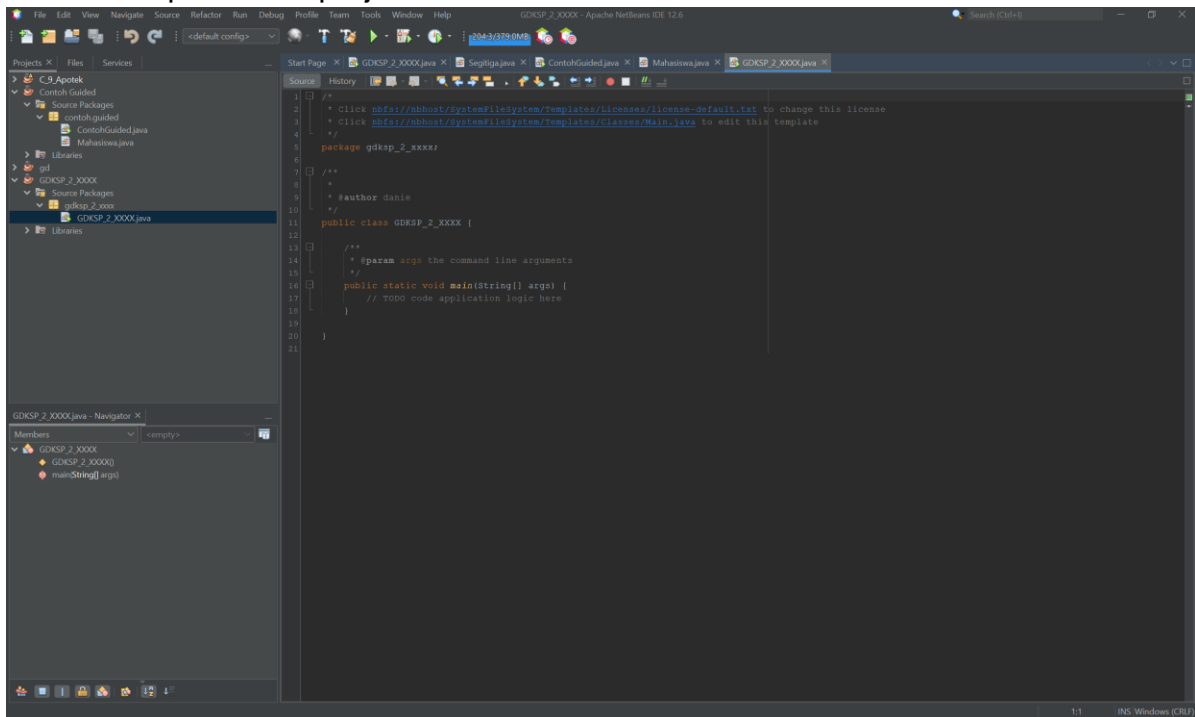 File Edit View Navigate Source Refactor Run Debug Profile Team Tools Window Help
GDKSP_2_XXXX - Apache NetBeans IDE 12.6
Search (Ctrl+I)
<default config>
204.3/379.0MB
Projects Files Services
Start Page GDKSP_2_XXXX.java Segitiga.java ContohGuided.java Mahasiswa.java GDKSP_2_XXXX.java
Source History
C_9_Apotek
Contoh Guided
Source Packages
contoh.guided
ContohGuided.java
Mahasiswa.java
Libraries
gd
GDKSP_2_XXXX
Source Packages
gdksp_2_xxxx
GDKSP_2_XXXX.java
Libraries
1 /*
2 * Click nbfs://nbhost/SystemFileSystem/Templates/Licenses/license-default.txt to change this license
3 * Click nbfs://nbhost/SystemFileSystem/Templates/Classes/Main.java to edit this template
4 */
5 package gdksp_2_xxxx;
6
7 /**
8 *
9 * @author danie
10 */
11 public class GDKSP_2_XXXX {
12
13 /**
14 * @param args the command line arguments
15 */
16 public static void main(String[] args) {
17 // TODO code application logic here
18 }
19
20 }
21
GDKSP_2_XXXX.java - Navigator
Members <empty>
GDKSP_2_XXXX
GDKSP_2_XXXX()
main(String[] args)
1:1 INS Windows (CRLF)